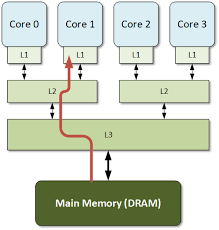 Core 0 Core 1 Core 2 Core 3
L1 L1 L1 L1
L2 L2
L3
Main Memory (DRAM)